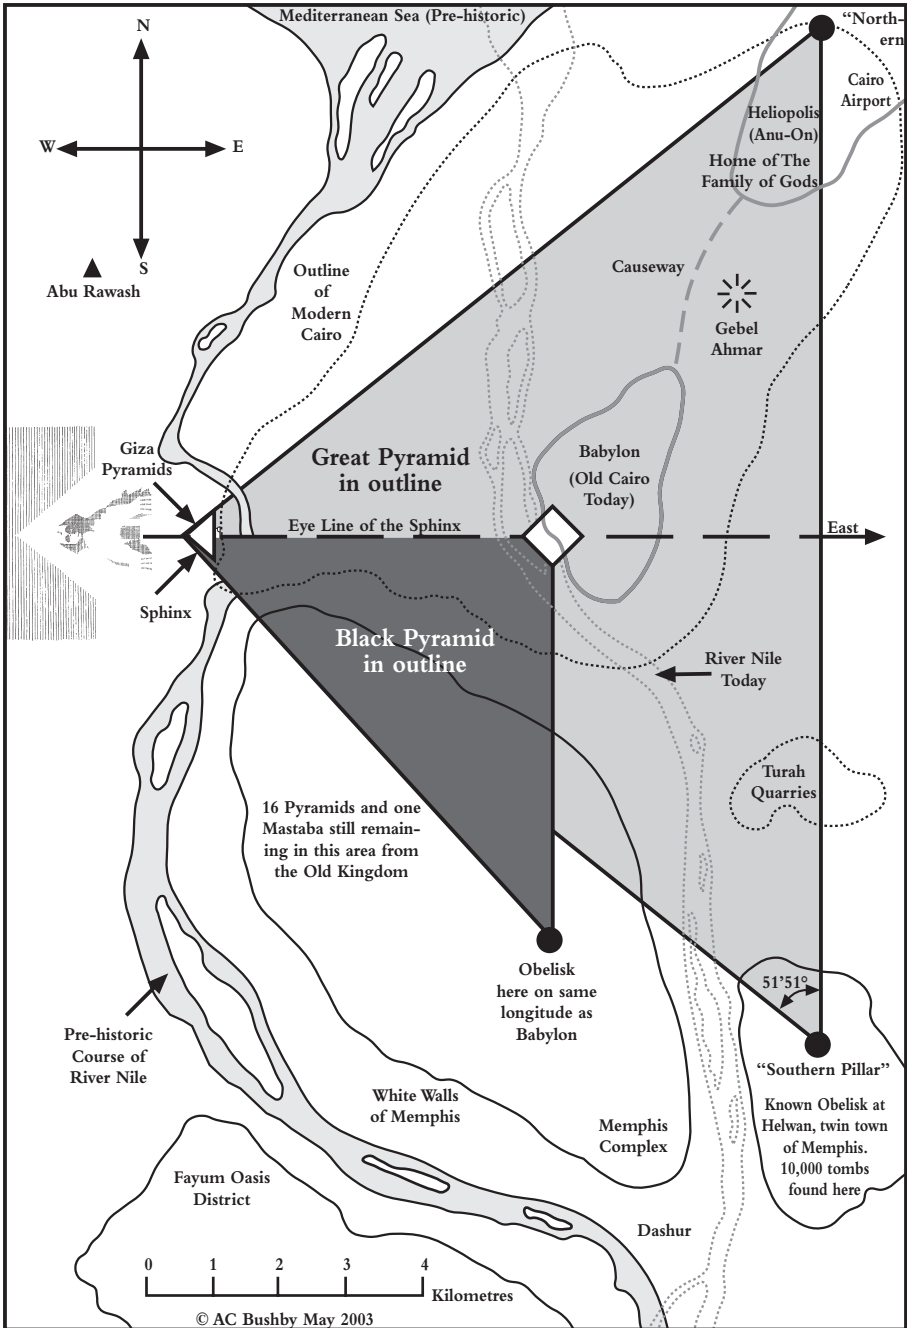 Mediterranean Sea (Pre-historic)
“North-
ern
N
Cairo
Airport
Heliopolis
(Anu-On)
Home of The
Family of Gods
W
E
S
Abu Rawash
Outline
of
Modern
Cairo
Causeway
Gebel
Ahmar
Giza
Pyramids
Great Pyramid
in outline
Babylon
(Old Cairo
Today)
Eye Line of the Sphinx
East
Sphinx
Black Pyramid
in outline
River Nile
Today
Turah
Quarries
16 Pyramids and one
Mastaba still remain-
ing in this area from
the Old Kingdom
Obelisk
here on same
longitude as
Babylon
51'51°
Pre-historic
Course of
River Nile
“Southern Pillar”
Known Obelisk at
Helwan, twin town
of Memphis.
10,000 tombs
found here
White Walls
of Memphis
Memphis
Complex
Fayum Oasis
District
Dashur
0 1 2 3 4
Kilometres
© AC Bushby May 2003